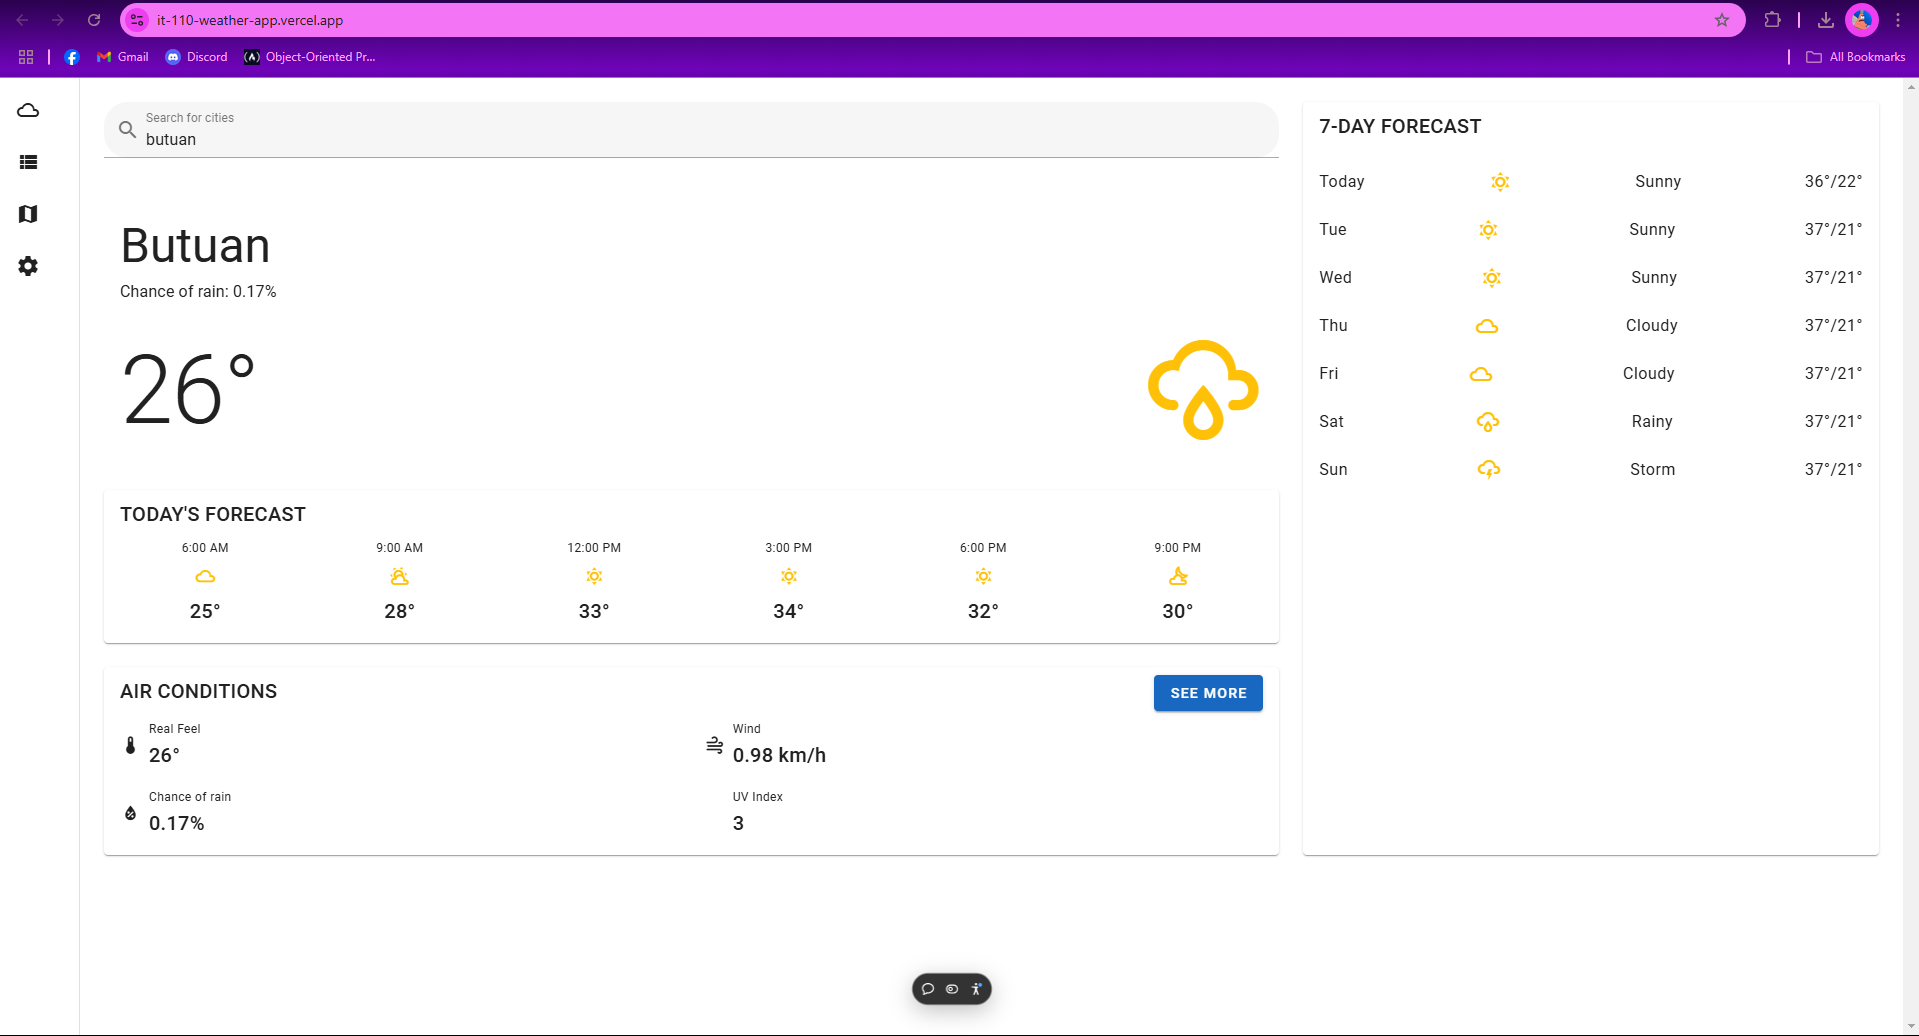 it-110-weather-app.vercel.app
Gmail Discord Object-Oriented Pr... All Bookmarks
Search for cities
butuan
Butuan
Chance of rain: 0.17%
26°
TODAY'S FORECAST
6:00 AM 9:00 AM 12:00 PM 3:00 PM 6:00 PM 9:00 PM
25° 28° 33° 34° 32° 30°
AIR CONDITIONS
SEE MORE
Real Feel
26°
Wind
0.98 km/h
Chance of rain
0.17%
UV Index
3
7-DAY FORECAST
Today Sunny 36°/22°
Tue Sunny 37°/21°
Wed Sunny 37°/21°
Thu Cloudy 37°/21°
Fri Cloudy 37°/21°
Sat Rainy 37°/21°
Sun Storm 37°/21°